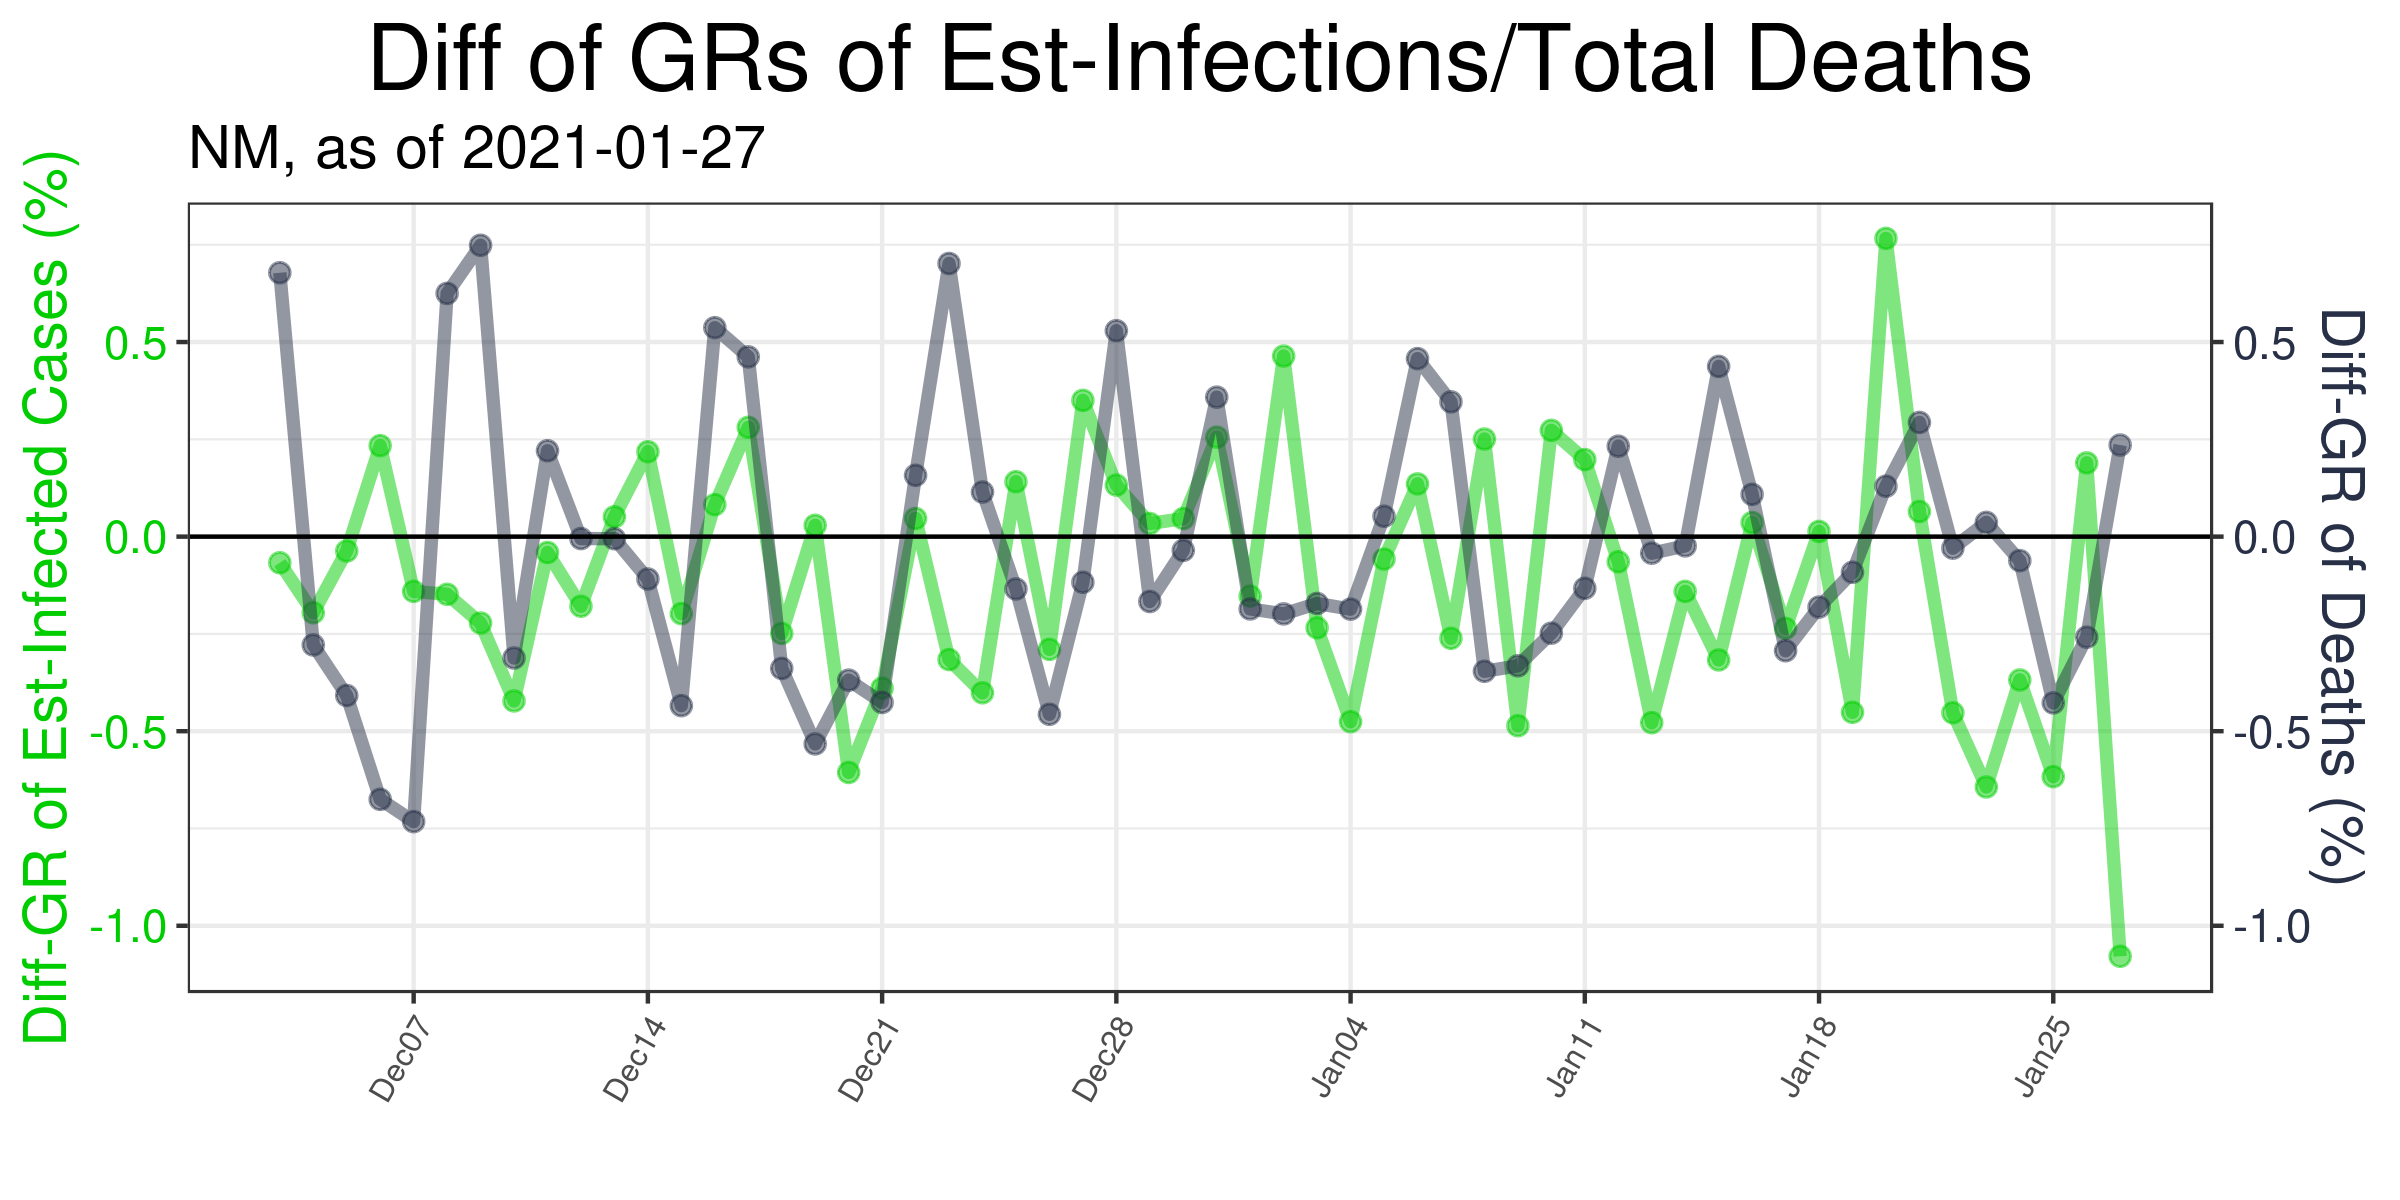 Diff of GRs of Est-Infections/Total Deaths
NM, as of 2021-01-27
Diff-GR of Est-Infected Cases (%)
0.5
0.0
-0.5
-1.0
0.5
0.0
-0.5
-1.0
Diff-GR of Deaths (%)
Dec07
Dec14
Dec21
Dec28
Jan04
Jan11
Jan18
Jan25